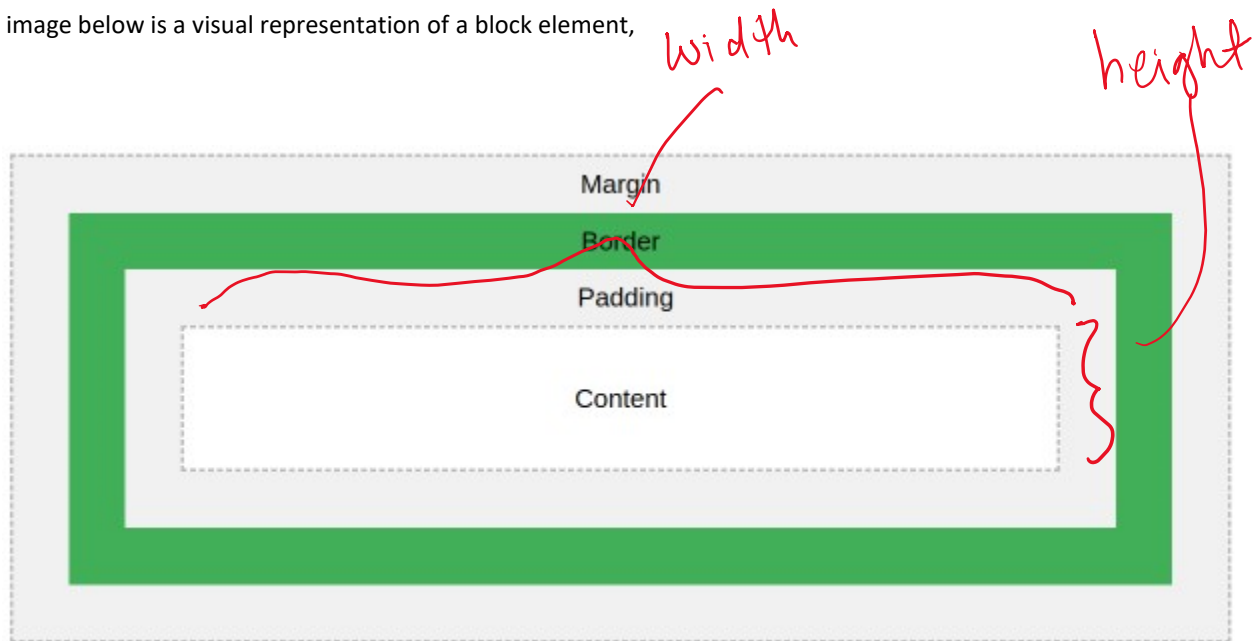 image below is a visual representation of a block element,
width
height
Margin
Border
Padding
Content